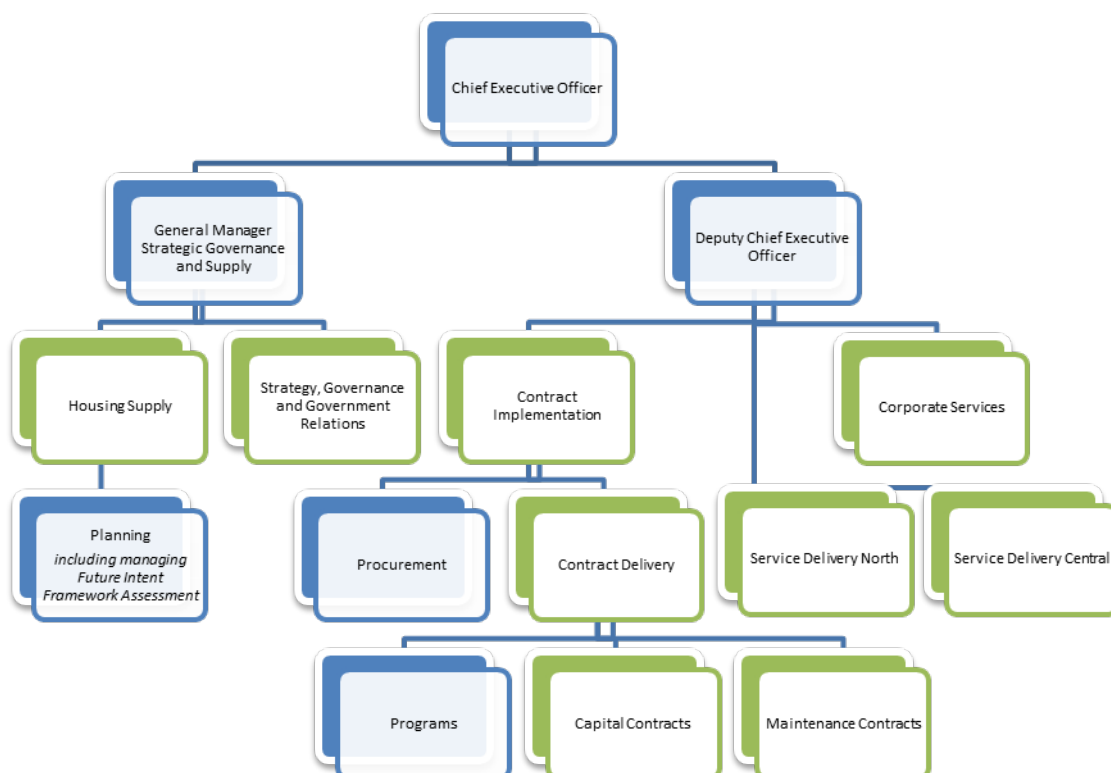 Chief Executive Officer
General Manager
Strategic Governance
and Supply
Deputy Chief Executive
Officer
Housing Supply
Strategy, Governance
and Government
Relations
Contract
Implementation
Corporate Services
Planning
including managing
Future Intent
Framework Assessment
Procurement
Contract Delivery
Service Delivery North
Service Delivery Central
Programs
Capital Contracts
Maintenance Contracts